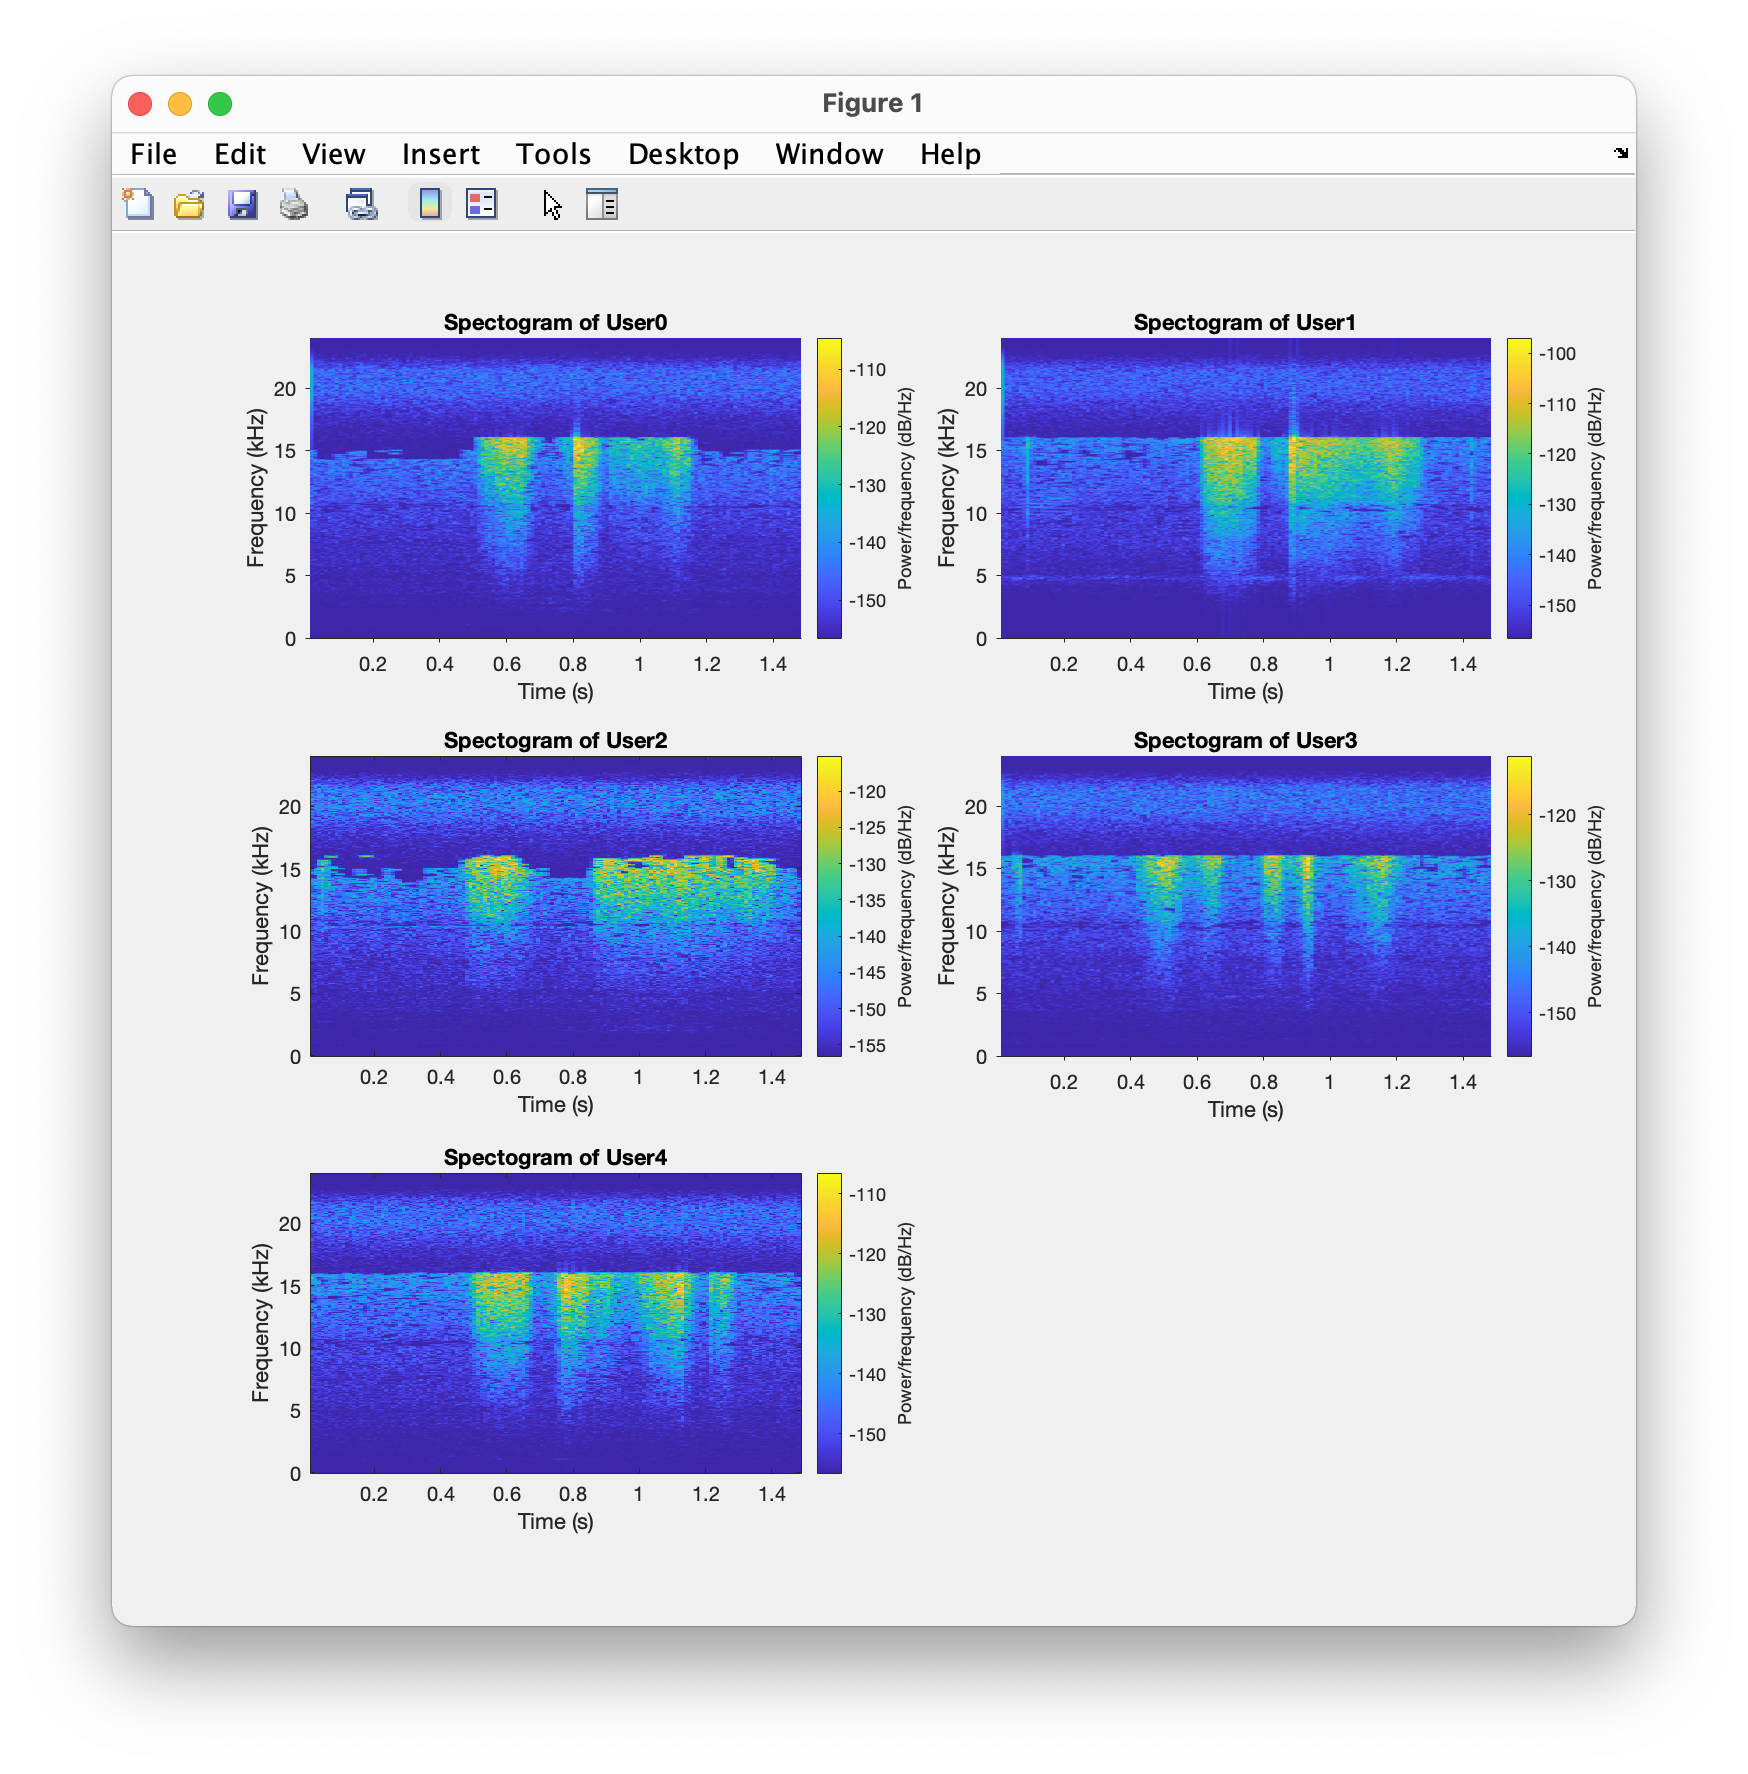 Figure 1
File Edit View Insert Tools Desktop Window Help
Spectogram of User0
Frequency (kHz)
20
15
10
5
0
0.2 0.4 0.6 0.8 1 1.2 1.4
Time (s)
-110
-120
-130
-140
-150
Power/frequency (dB/Hz)
Spectogram of User1
Frequency (kHz)
20
15
10
5
0
0.2 0.4 0.6 0.8 1 1.2 1.4
Time (s)
-100
-110
-120
-130
-140
-150
Power/frequency (dB/Hz)
Spectogram of User2
Frequency (kHz)
20
15
10
5
0
0.2 0.4 0.6 0.8 1 1.2 1.4
Time (s)
-120
-125
-130
-135
-140
-145
-150
-155
Power/frequency (dB/Hz)
Spectogram of User3
Frequency (kHz)
20
15
10
5
0
0.2 0.4 0.6 0.8 1 1.2 1.4
Time (s)
-120
-130
-140
-150
Power/frequency (dB/Hz)
Spectogram of User4
Frequency (kHz)
20
15
10
5
0
0.2 0.4 0.6 0.8 1 1.2 1.4
Time (s)
-110
-120
-130
-140
-150
Power/frequency (dB/Hz)